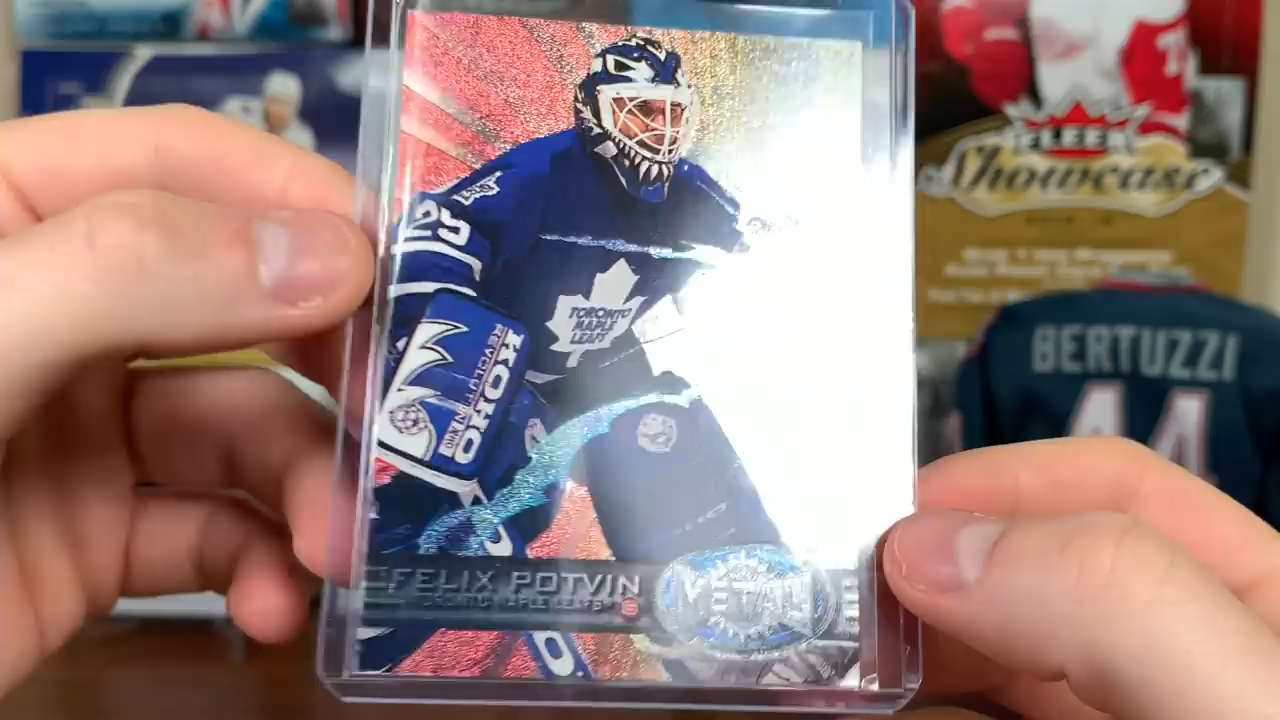 FLEER
Showcase
29
TORONTO
MAPLE
LEAFS
KOHO
REVOLUTION
BERTUZZI
44
FELIX POTVIN
TORONTO MAPLE LEAFS
METAL